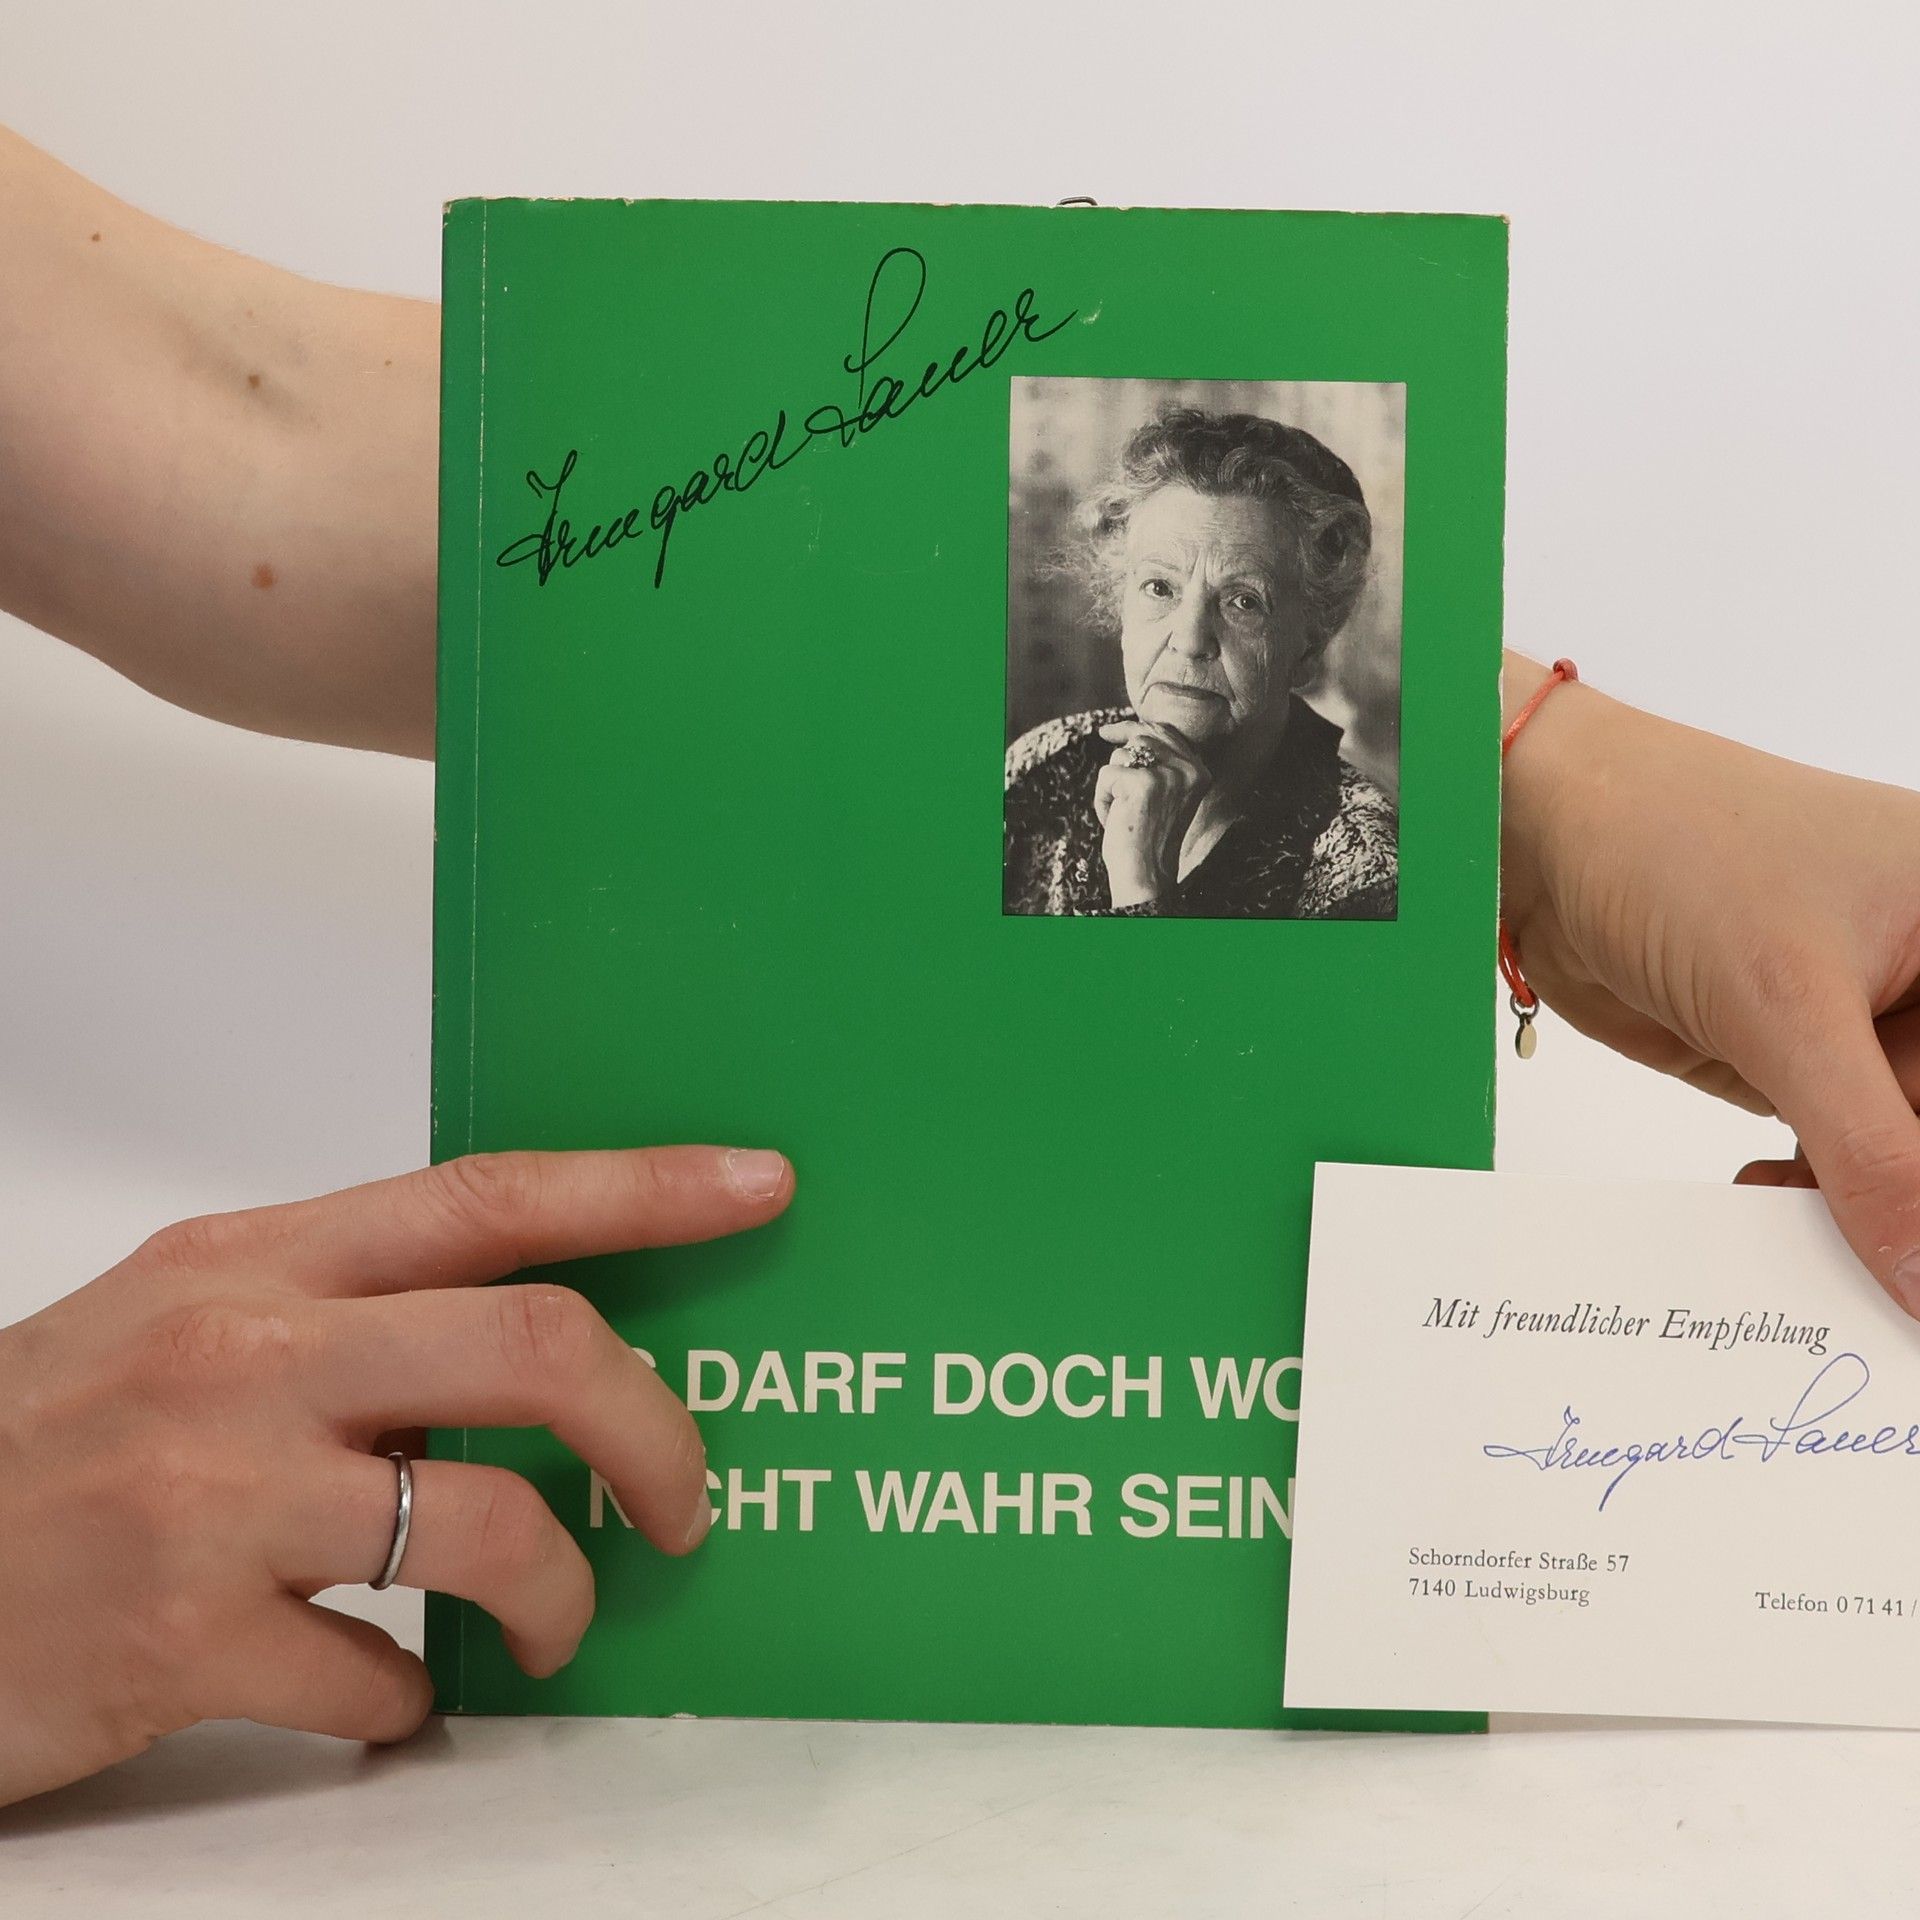 Irmgard Sauer
DARF DOCH WO
NICHT WAHR SEIN
Mit freundlicher Empfehlung
Irmgard Sauer
Schorndorfer Straße 57
7140 Ludwigsburg
Telefon 0 71 41 /